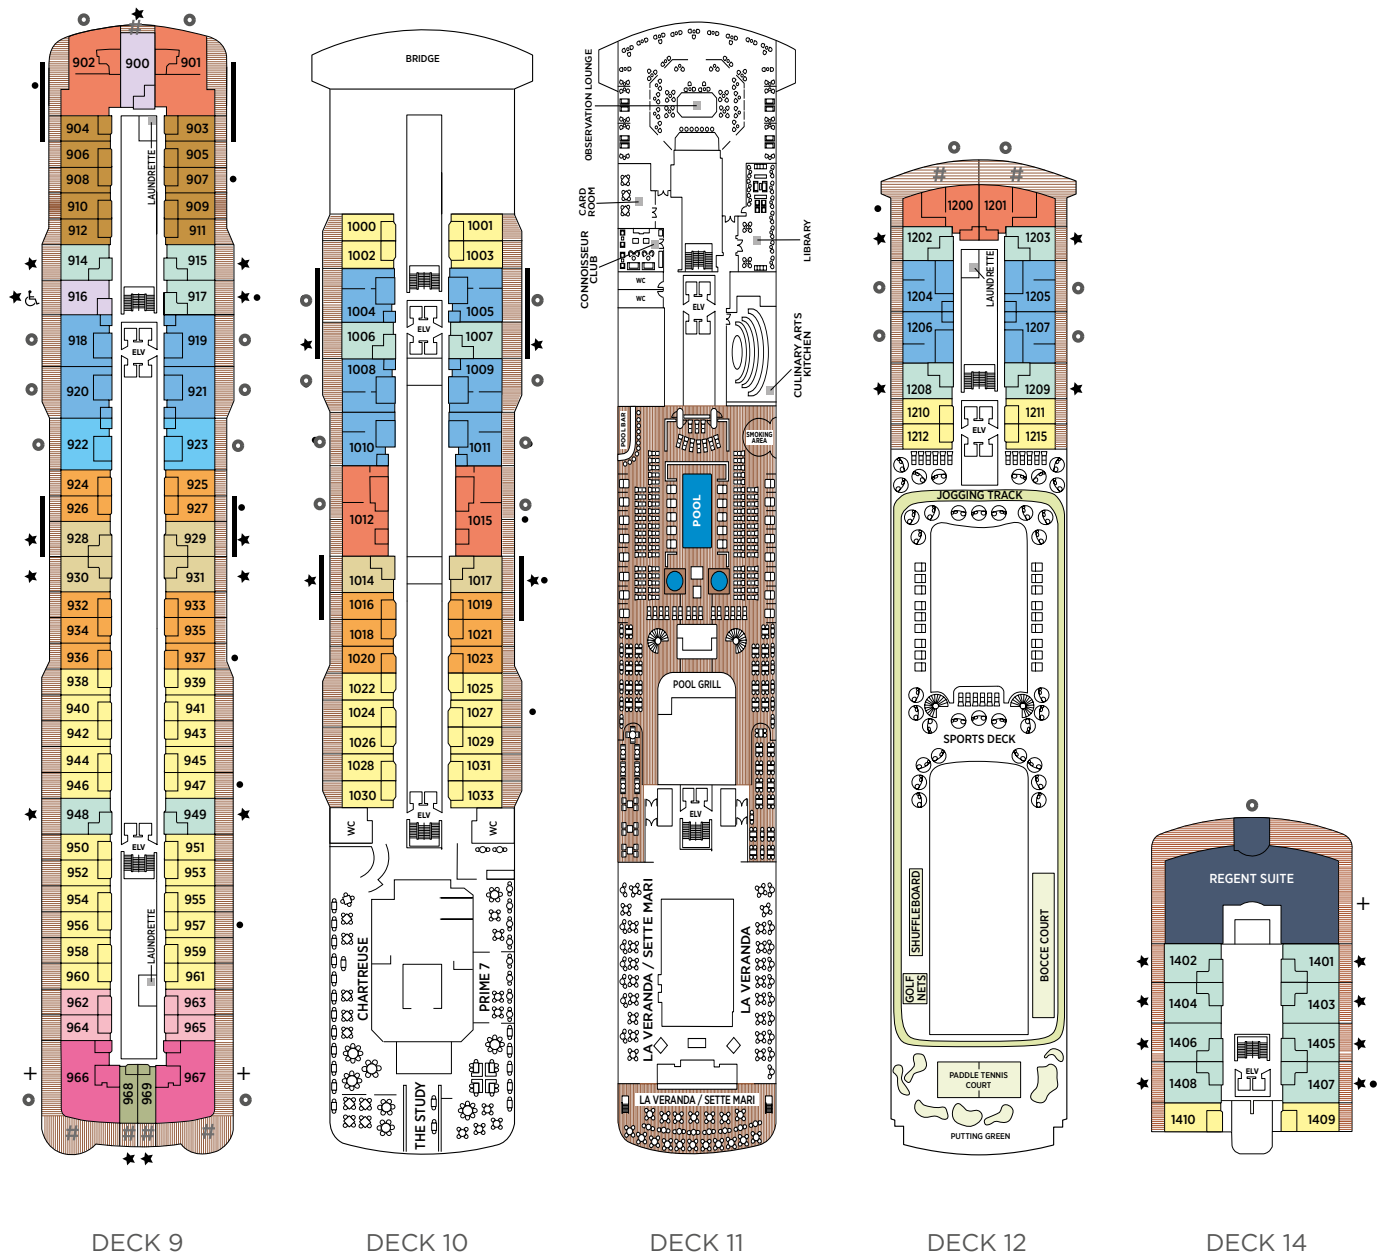 902
900
901
904
903
906
905
908
907
910
909
912
911
LAUNDRETTE
914
915
916
917
918
919
ELV
920
921
922
923
924
925
926
927
928
929
930
931
932
933
934
935
936
937
938
939
940
941
942
943
944
945
946
947
948
949
ELV
950
951
952
953
954
955
956
957
958
959
LAUNDRETTE
960
961
962
963
964
965
966
967
968
969
#
#
#
#
#
DECK 9
BRIDGE
1000
1001
1002
1003
1004
1005
ELV
1006
1007
1008
1009
1010
1011
1012
1015
1014
1017
1016
1019
1018
1021
1020
1023
1022
1025
1024
1027
1026
1029
1028
1031
1030
1033
ELV
WC
WC
CHARTREUSE
PRIME 7
THE STUDY
DECK 10
OBSERVATION LOUNGE
CARD
ROOM
CONNOISSEUR
CLUB
LIBRARY
WC
WC
ELV
CULINARY ARTS
KITCHEN
POOL BAR
SMOKING
AREA
POOL
POOL GRILL
ELV
LA VERANDA / SETTE MARI
LA VERANDA
LA VERANDA / SETTE MARI
DECK 11
#
#
1200
1201
1202
1203
LAUNDRETTE
1204
1205
1206
1207
1208
1209
1210
1211
ELV
1212
1215
JOGGING TRACK
SPORTS DECK
SHUFFLEBOARD
GOLF
NETS
BOCCE COURT
PADDLE TENNIS
COURT
PUTTING GREEN
DECK 12
REGENT SUITE
1402
1401
1404
1403
1406
1405
ELV
1408
1407
1410
1409
DECK 14